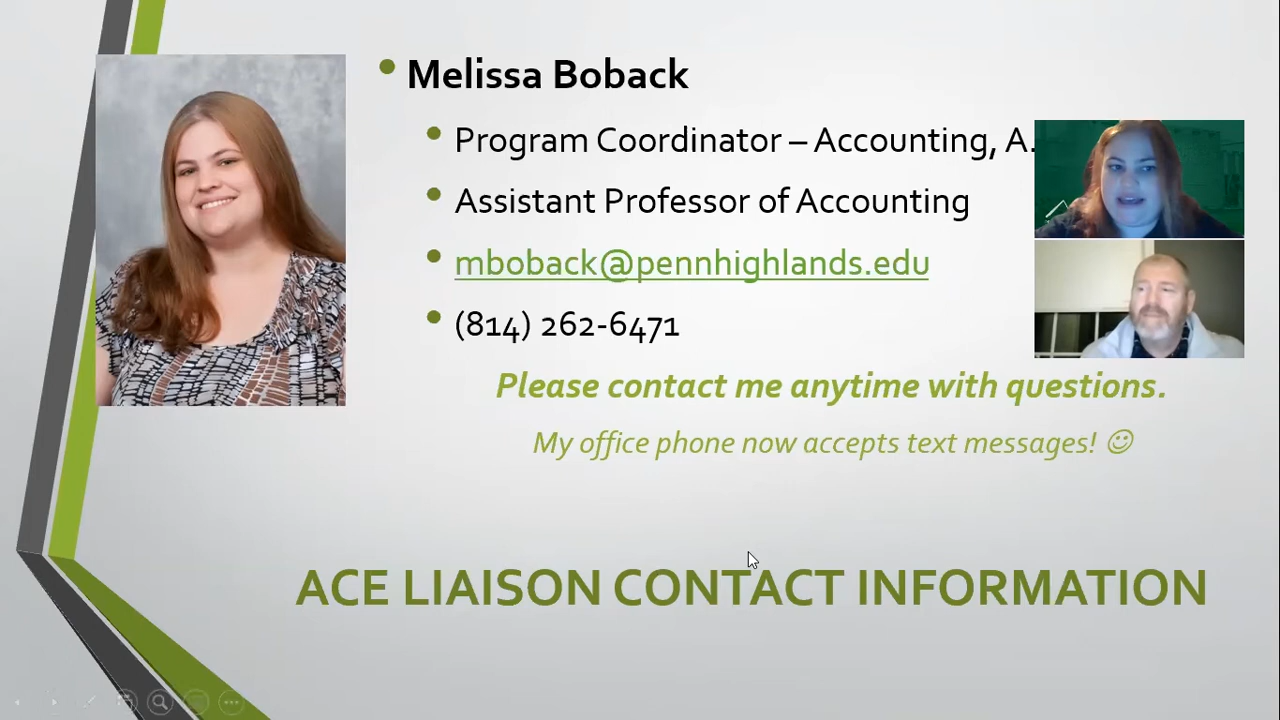 Melissa Boback
Program Coordinator – Accounting, A.
Assistant Professor of Accounting
mboback@pennhighlands.edu
(814) 262-6471
Please contact me anytime with questions.
My office phone now accepts text messages! ☺
ACE LIAISON CONTACT INFORMATION